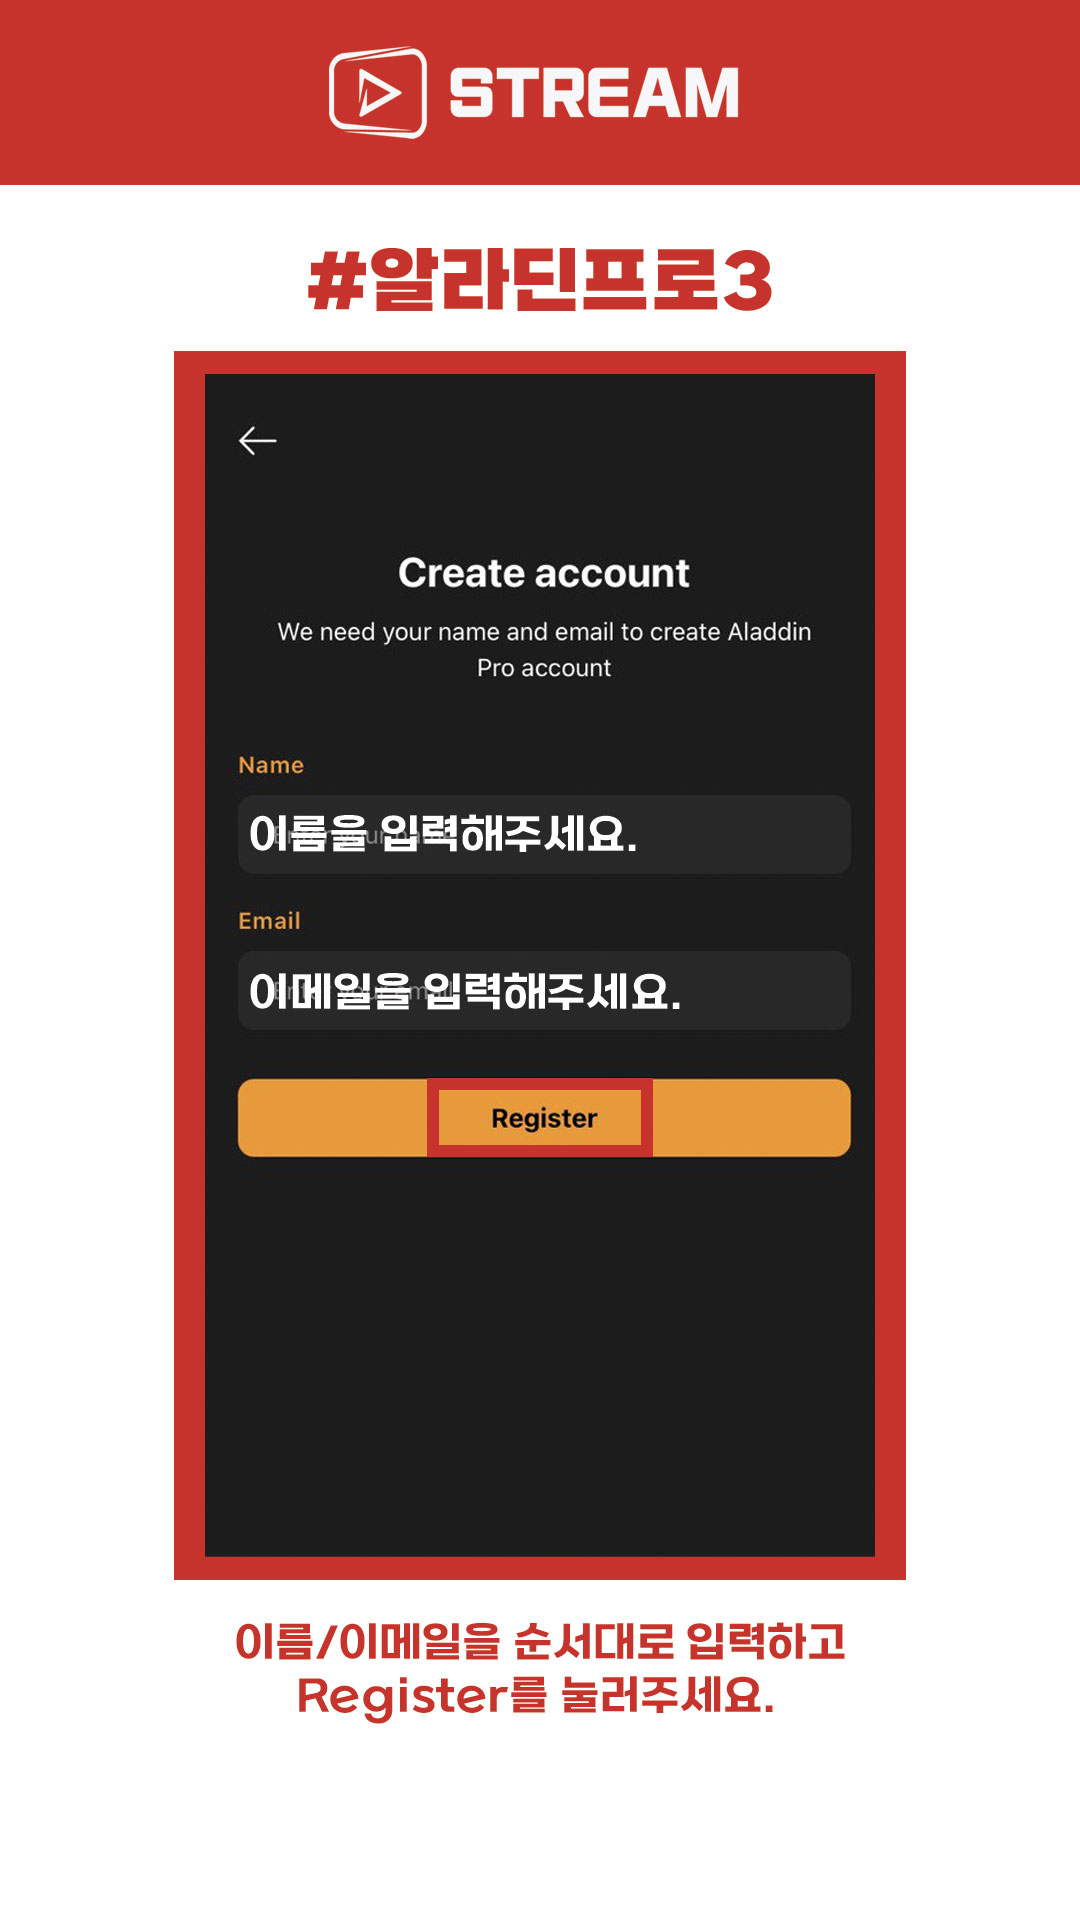 STREAM
#알라딘프로3
Create account
We need your name and email to create Aladdin
Pro account
Name
이름을 입력해주세요.
Email
이메일을 입력해주세요.
Register
이름/이메일을 순서대로 입력하고
Register를 눌러주세요.